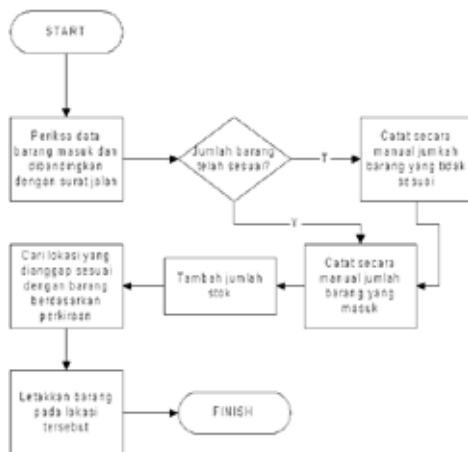 START
Periksa data
barang masuk dan
dibandingkan
dengan surat jalan
Jumlah barang
telah sesuai?
T
Catat secara
manual jumkah
barang yang tidak
sesuai
Y
Catat secara
manual jumlah
barang yang
masuk
Tambah jumlah
stok
Cari lokasi yang
dianggap sesuai
dengan barang
berdasarkan
perkiraan
Letakkan barang
pada lokasi
tersebut
FINISH